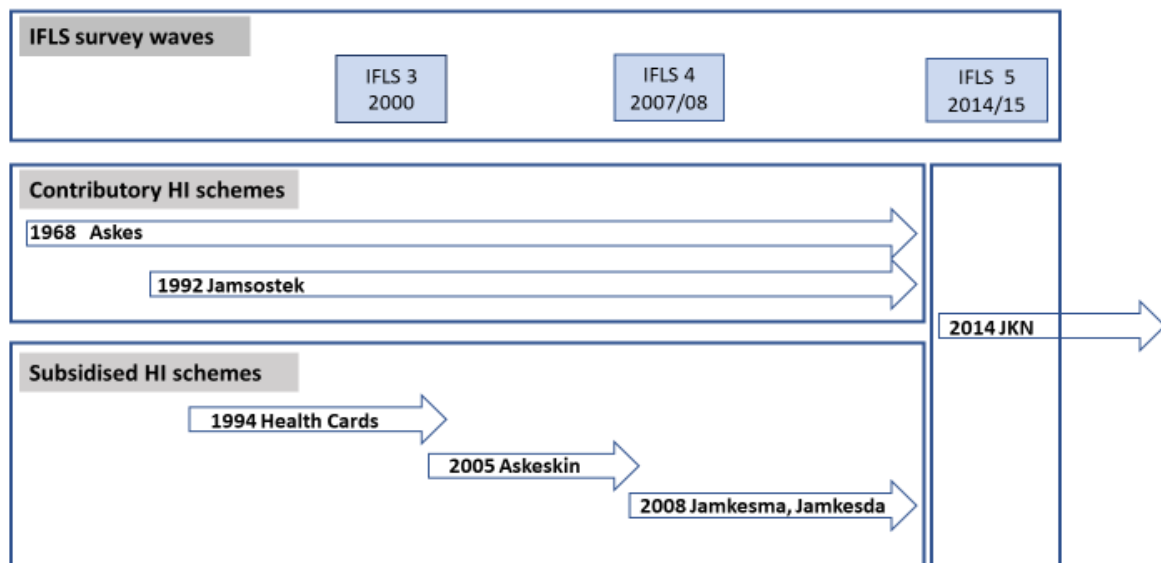 IFLS survey waves
IFLS 3
2000
IFLS 4
2007/08
IFLS 5
2014/15
Contributory HI schemes
1968 Askes
1992 Jamsostek
2014 JKN
Subsidised HI schemes
1994 Health Cards
2005 Askeskin
2008 Jamkesma, Jamkesda